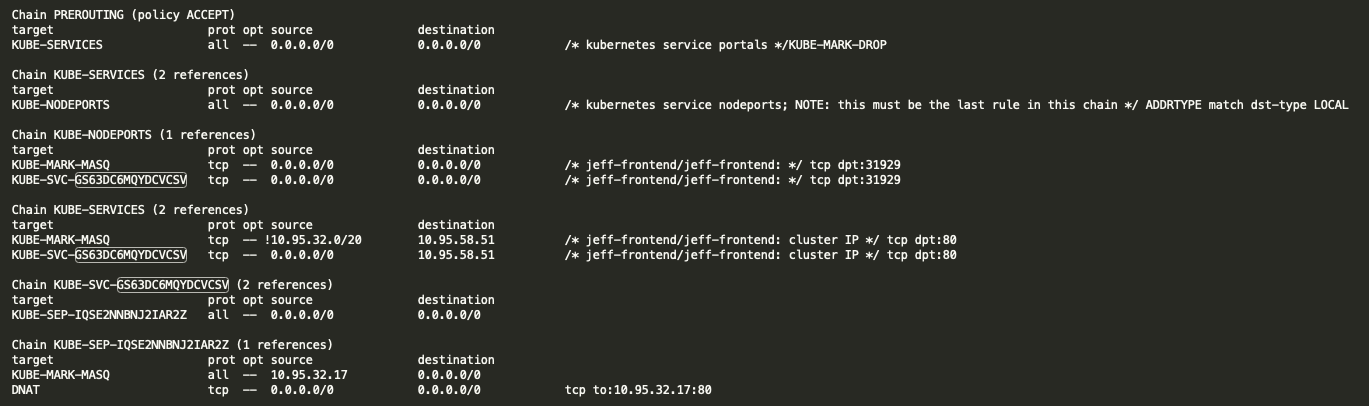 Chain PREROUTING (policy ACCEPT)
target prot opt source destination
KUBE-SERVICES all -- 0.0.0.0/0 0.0.0.0/0 /* kubernetes service portals */KUBE-MARK-DROP
Chain KUBE-SERVICES (2 references)
target prot opt source destination
KUBE-NODEPORTS all -- 0.0.0.0/0 0.0.0.0/0 /* kubernetes service nodeports; NOTE: this must be the last rule in this chain */ ADDRTYPE match dst-type LOCAL
Chain KUBE-NODEPORTS (1 references)
target prot opt source destination
KUBE-MARK-MASQ tcp -- 0.0.0.0/0 0.0.0.0/0 /* jeff-frontend/jeff-frontend: */ tcp dpt:31929
KUBE-SVC-GS63DC6MQYDCVCSV tcp -- 0.0.0.0/0 0.0.0.0/0 /* jeff-frontend/jeff-frontend: */ tcp dpt:31929
Chain KUBE-SERVICES (2 references)
target prot opt source destination
KUBE-MARK-MASQ tcp -- !10.95.32.0/20 10.95.58.51 /* jeff-frontend/jeff-frontend: cluster IP */ tcp dpt:80
KUBE-SVC-GS63DC6MQYDCVCSV tcp -- 0.0.0.0/0 10.95.58.51 /* jeff-frontend/jeff-frontend: cluster IP */ tcp dpt:80
Chain KUBE-SVC-GS63DC6MQYDCVCSV (2 references)
target prot opt source destination
KUBE-SEP-IQSE2NNBNJ2IAR2Z all -- 0.0.0.0/0 0.0.0.0/0
Chain KUBE-SEP-IQSE2NNBNJ2IAR2Z (1 references)
target prot opt source destination
KUBE-MARK-MASQ all -- 10.95.32.17 0.0.0.0/0
DNAT tcp -- 0.0.0.0/0 0.0.0.0/0 tcp to:10.95.32.17:80